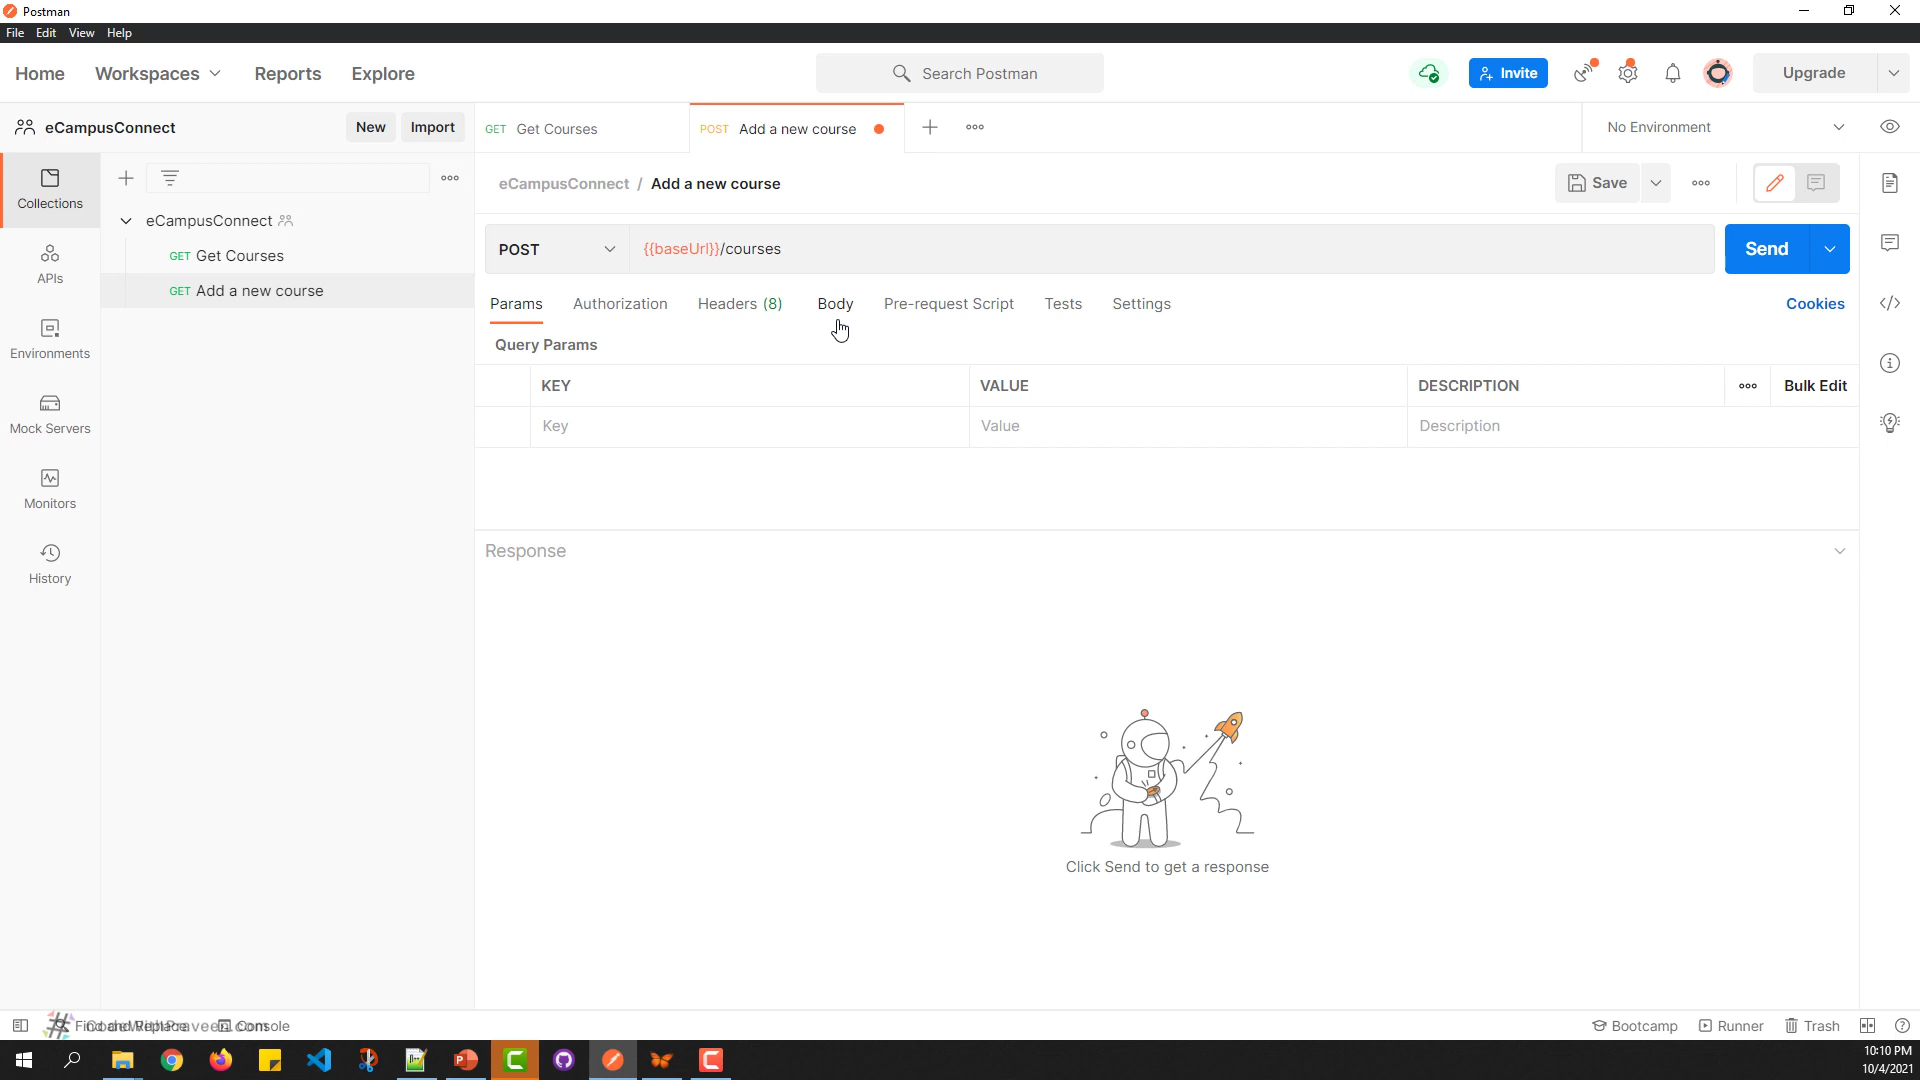 Postman
File Edit View Help
Home Workspaces Reports Explore
Search Postman
Invite
Upgrade
eCampusConnect
New Import
GET Get Courses
POST Add a new course
No Environment
Collections
APIs
Environments
Mock Servers
Monitors
History
eCampusConnect
GET Get Courses
GET Add a new course
eCampusConnect / Add a new course
Save
POST
{{baseUrl}}/courses
Send
Params Authorization Headers (8) Body Pre-request Script Tests Settings
Cookies
Query Params
KEY VALUE DESCRIPTION
Bulk Edit
Key Value Description
Response
Click Send to get a response
Find and Replace Console
Bootcamp Runner Trash
10:10 PM
10/4/2021